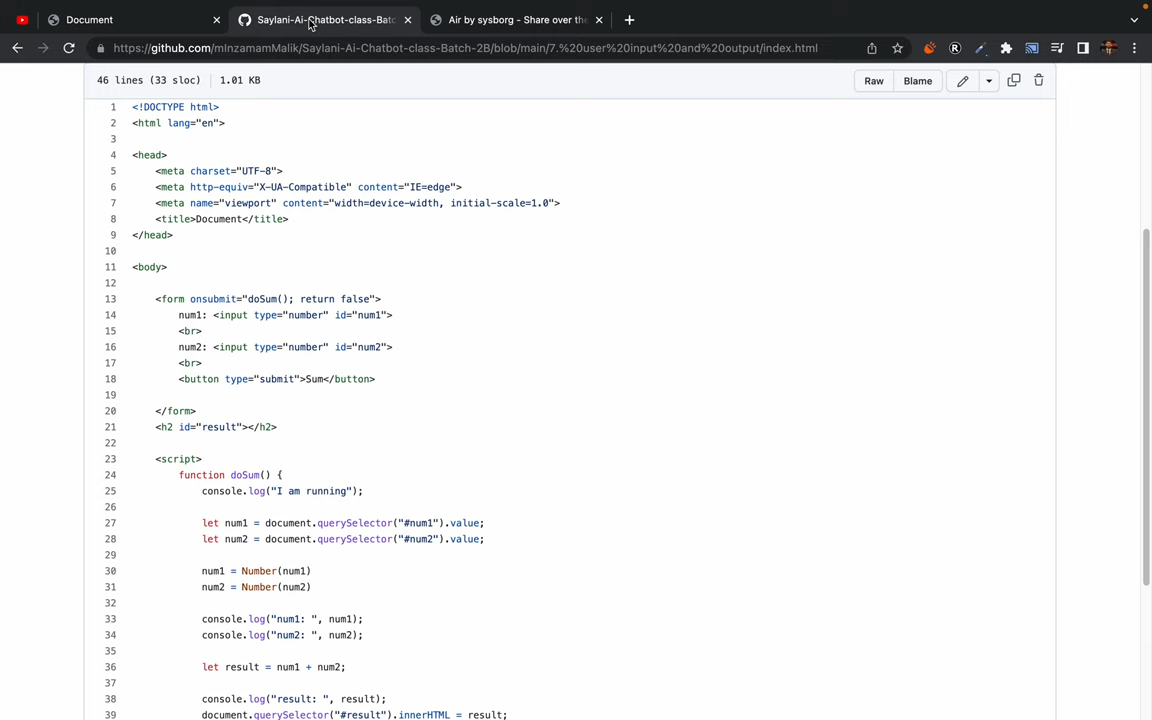 Document
Saylani-Ai-Chatbot-class-Batc
Air by sysborg - Share over the
https://github.com/mInzamamMalik/Saylani-Ai-Chatbot-class-Batch-2B/blob/main/7.%20user%20input%20and%20output/index.html
46 lines (33 sloc) 1.01 KB
Raw Blame
1 <!DOCTYPE html>
2 <html lang="en">
3
4 <head>
5 <meta charset="UTF-8">
6 <meta http-equiv="X-UA-Compatible" content="IE=edge">
7 <meta name="viewport" content="width=device-width, initial-scale=1.0">
8 <title>Document</title>
9 </head>
10
11 <body>
12
13 <form onsubmit="doSum(); return false">
14 num1: <input type="number" id="num1">
15 <br>
16 num2: <input type="number" id="num2">
17 <br>
18 <button type="submit">Sum</button>
19
20 </form>
21 <h2 id="result"></h2>
22
23 <script>
24 function doSum() {
25 console.log("I am running");
26
27 let num1 = document.querySelector("#num1").value;
28 let num2 = document.querySelector("#num2").value;
29
30 num1 = Number(num1)
31 num2 = Number(num2)
32
33 console.log("num1: ", num1);
34 console.log("num2: ", num2);
35
36 let result = num1 + num2;
37
38 console.log("result: ", result);
39 document.querySelector("#result").innerHTML = result;